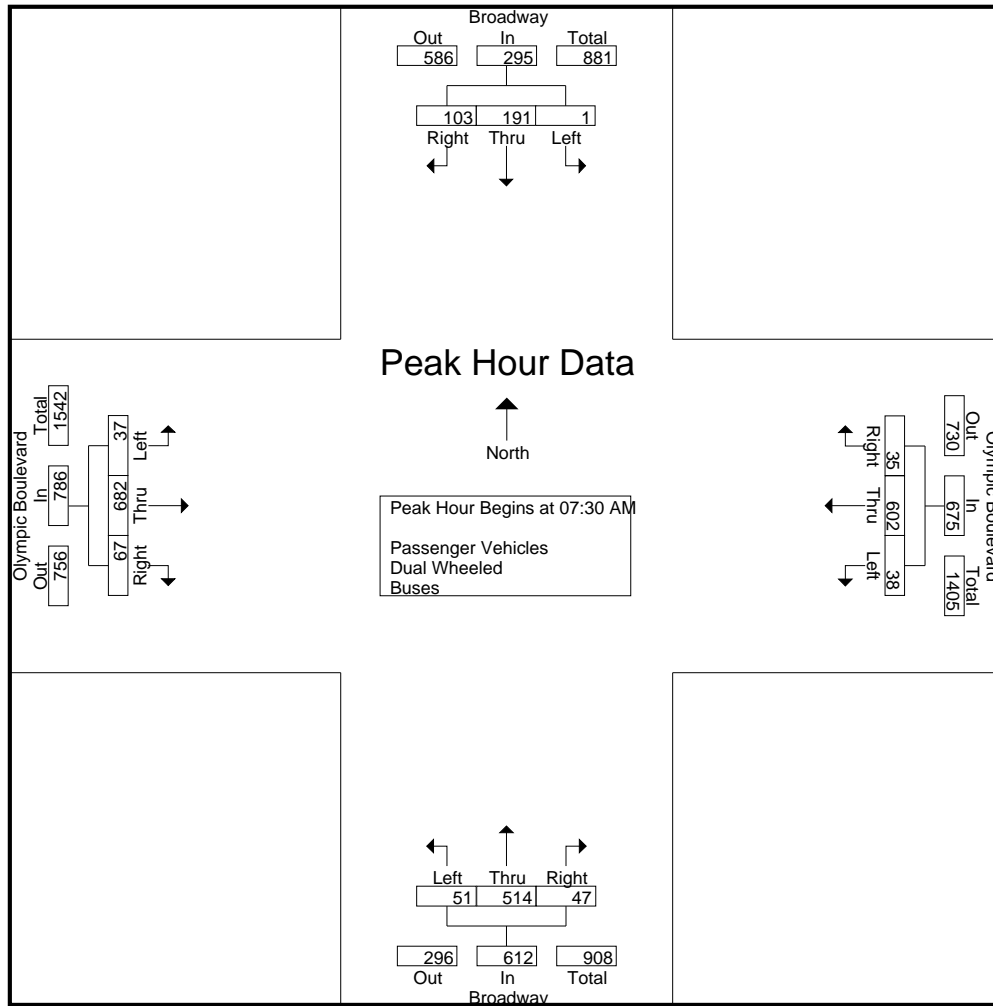 Broadway
Out In Total
586 295 881
103 191 1
Right Thru Left
Peak Hour Data
North
Peak Hour Begins at 07:30 AM
Passenger Vehicles
Dual Wheeled
Buses
Olympic Boulevard
Out In Total
756 786 1542
37 682 67
Left Thru Right
Olympic Boulevard
Out In Total
730 675 1405
35 602 38
Right Thru Left
Left Thru Right
51 514 47
296 612 908
Out In Total
Broadway